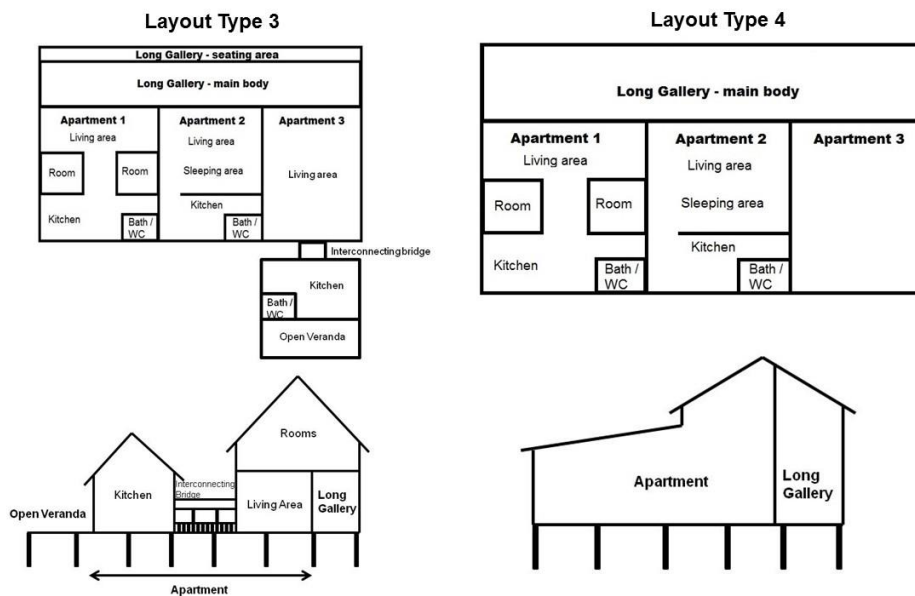 Layout Type 3
Long Gallery - seating area
Long Gallery - main body
Apartment 1
Living area
Room
Room
Kitchen
Bath /
WC
Apartment 2
Living area
Sleeping area
Kitchen
Bath /
WC
Apartment 3
Living area
Interconnectingbridge
Kitchen
Bath /
WC
Open Veranda
Rooms
Kitchen
Interconnecting
Bridge
Living Area
Long
Gallery
Open Veranda
Apartment
Layout Type 4
Long Gallery - main body
Apartment 1
Living area
Room
Room
Kitchen
Bath /
WC
Apartment 2
Living area
Sleeping area
Kitchen
Bath /
WC
Apartment 3
Apartment
Long
Gallery